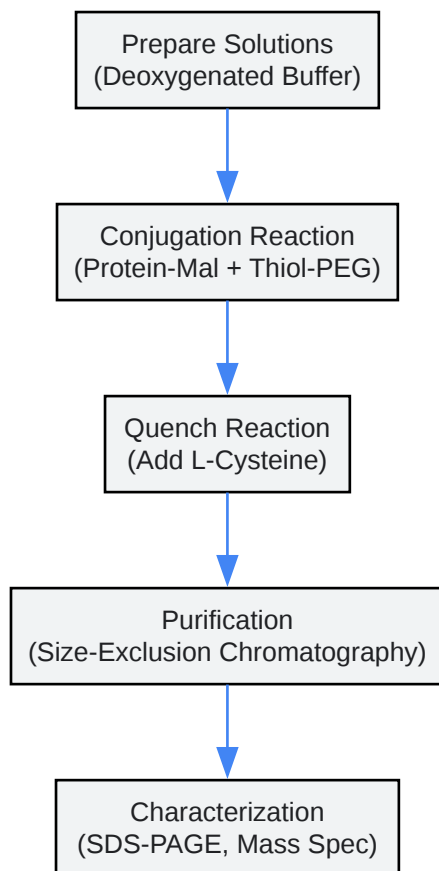 Prepare Solutions
(Deoxygenated Buffer)
Conjugation Reaction
(Protein-Mal + Thiol-PEG)
Quench Reaction
(Add L-Cysteine)
Purification
(Size-Exclusion Chromatography)
Characterization
(SDS-PAGE, Mass Spec)